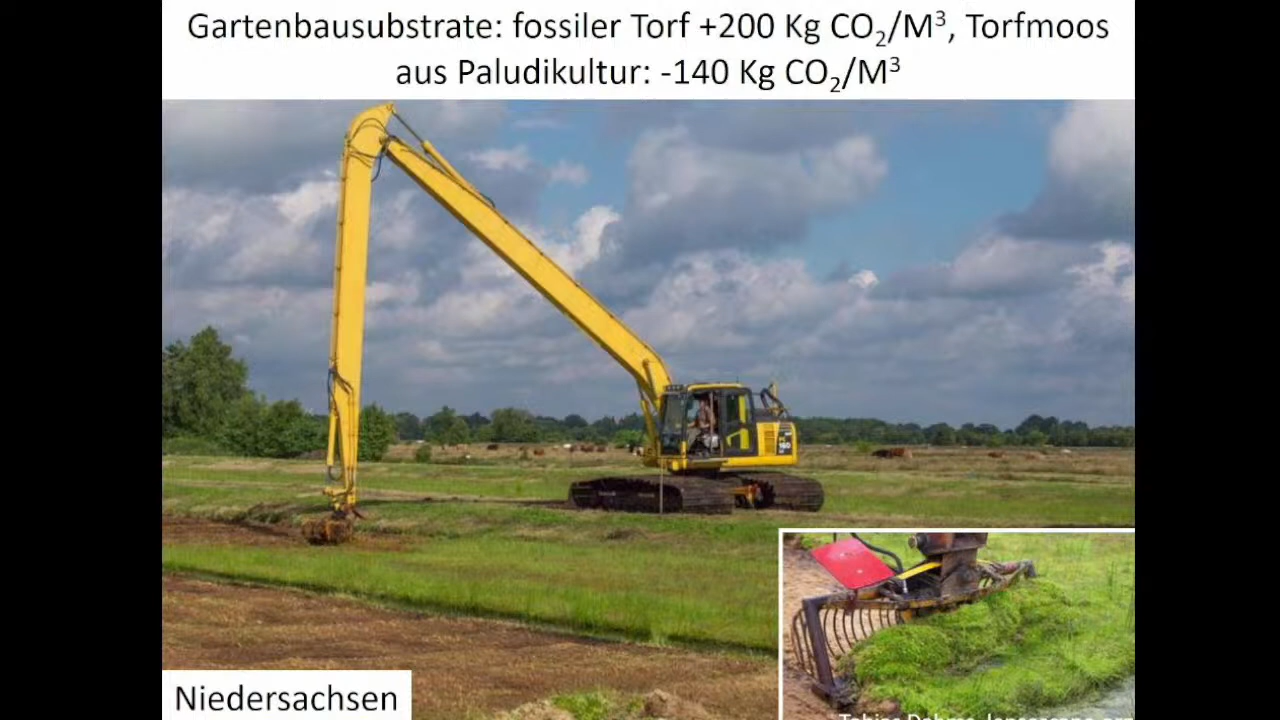 Gartenbausubstrate: fossiler Torf +200 Kg CO₂/M³, Torfmoos
aus Paludikultur: -140 Kg CO₂/M³
Niedersachsen